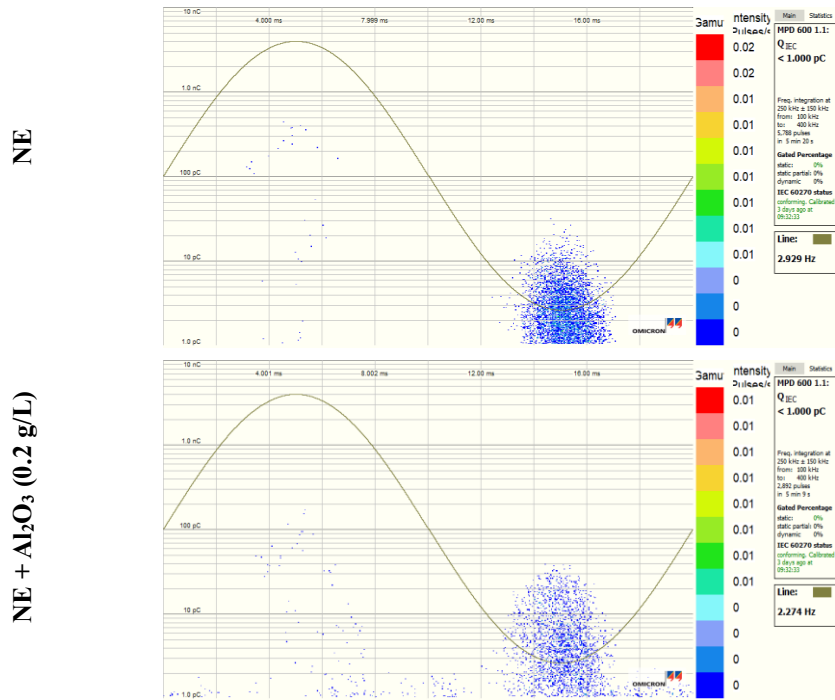 NE
10 nC
4.000 ms
7.999 ms
12.00 ms
16.00 ms
1.0 nC
100 pC
10 pC
1.0 pC
OMICRON
Gamu
ntensity
Pulses/s
0.02
0.02
0.01
0.01
0.01
0.01
0.01
0.01
0.01
0
0
0
Main Statistics
MPD 600 1.1:
Q IEC
< 1.000 pC
Freq. integration at
250 kHz ± 150 kHz
from: 100 kHz
to: 400 kHz
5,788 pulses
in 5 min 20 s
Gated Percentage
static: 0%
static partial: 0%
dynamic 0%
IEC 60270 status
conforming. Calibrated
3 days ago at
09:32:33
Line:
2.929 Hz
NE + Al₂O₃ (0.2 g/L)
10 nC
4.001 ms
8.002 ms
12.00 ms
16.00 ms
1.0 nC
100 pC
10 pC
1.0 pC
OMICRON
Gamu
ntensity
Pulses/s
0.01
0.01
0.01
0.01
0.01
0.01
0.01
0.01
0
0
0
0
Main Statistics
MPD 600 1.1:
Q IEC
< 1.000 pC
Freq. integration at
250 kHz ± 150 kHz
from: 100 kHz
to: 400 kHz
2,892 pulses
in 5 min 9 s
Gated Percentage
static: 0%
static partial: 0%
dynamic 0%
IEC 60270 status
conforming. Calibrated
3 days ago at
09:32:33
Line:
2.274 Hz